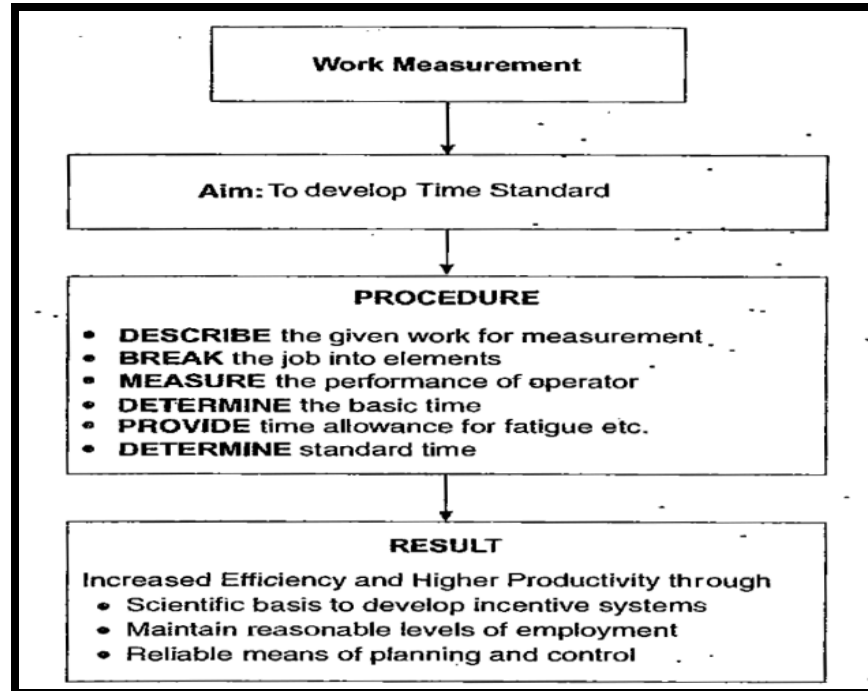 Work Measurement
Aim: To develop Time Standard
PROCEDURE
• DESCRIBE the given work for measurement
• BREAK the job into elements
• MEASURE the performance of operator
• DETERMINE the basic time
• PROVIDE time allowance for fatigue etc.
• DETERMINE standard time
RESULT
Increased Efficiency and Higher Productivity through
• Scientific basis to develop incentive systems
• Maintain reasonable levels of employment
• Reliable means of planning and control